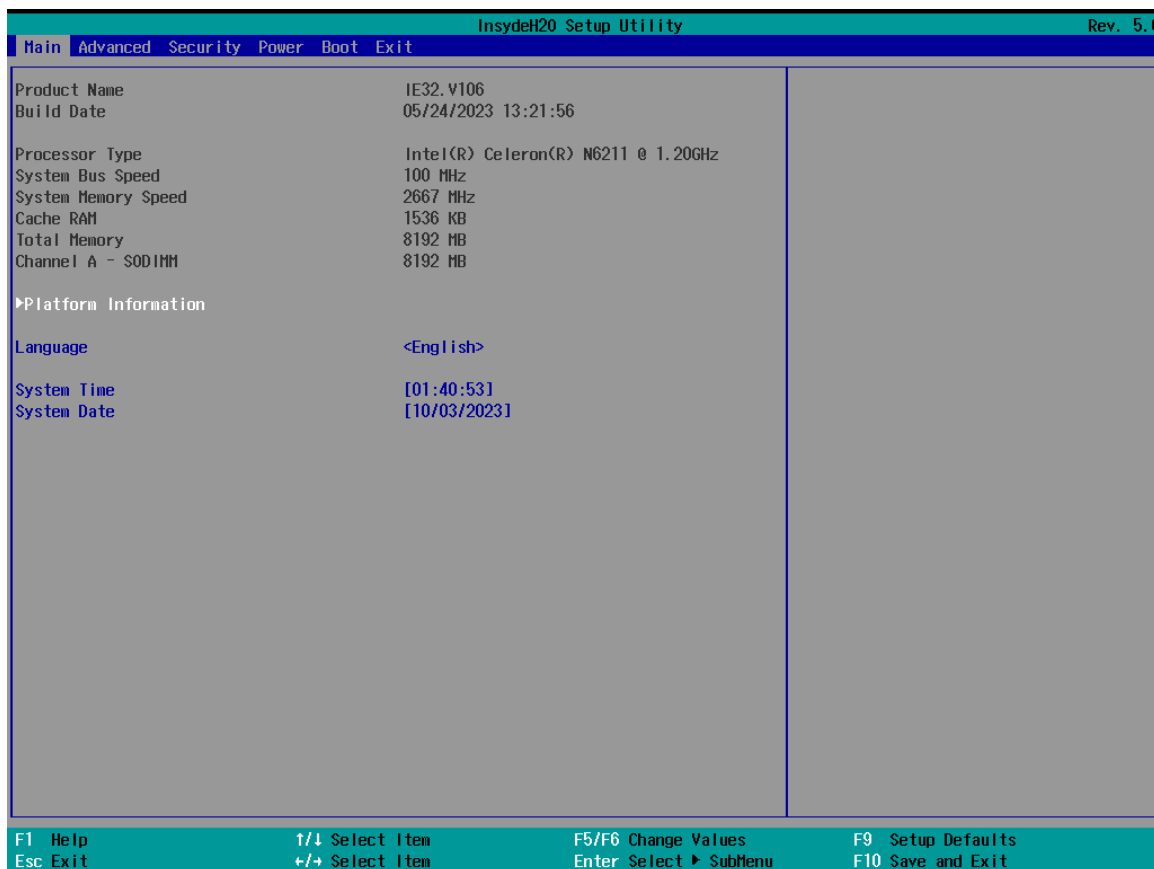 InsydeH2O Setup Utility Rev. 5.
Main Advanced Security Power Boot Exit
Product Name IE32.V106
Build Date 05/24/2023 13:21:56
Processor Type Intel(R) Celeron(R) N6211 @ 1.20GHz
System Bus Speed 100 MHz
System Memory Speed 2667 MHz
Cache RAM 1536 KB
Total Memory 8192 MB
Channel A - SODIMM 8192 MB
▶Platform Information
Language <English>
System Time [01:40:53]
System Date [10/03/2023]
F1 Help ↑/↓ Select Item F5/F6 Change Values F9 Setup Defaults
Esc Exit ←/→ Select Item Enter Select ▶ SubMenu F10 Save and Exit